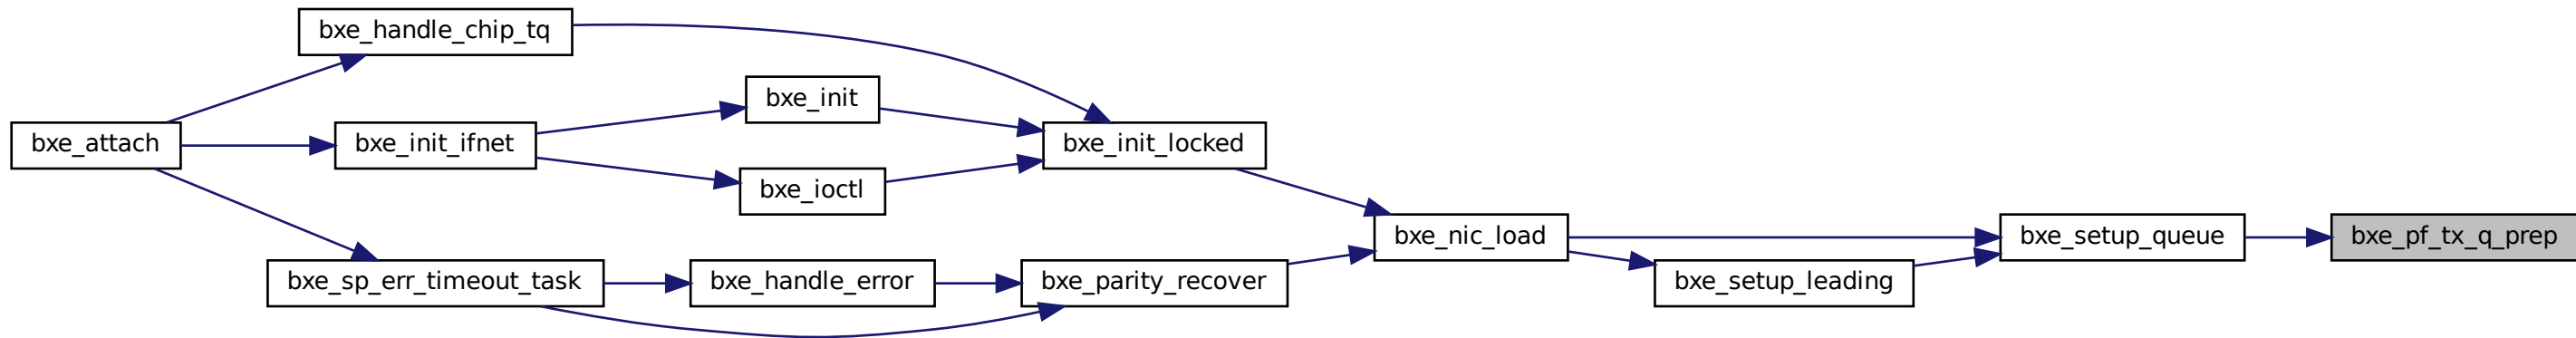 bxe_handle_chip_tq
bxe_init
bxe_attach
bxe_init_ifnet
bxe_init_locked
bxe_ioctl
bxe_nic_load
bxe_setup_queue
bxe_pf_tx_q_prep
bxe_sp_err_timeout_task
bxe_handle_error
bxe_parity_recover
bxe_setup_leading